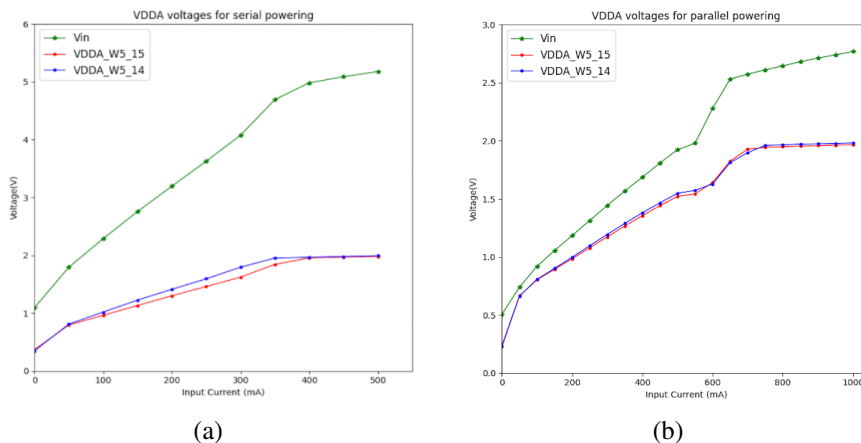 VDDA voltages for serial powering
Vin
VDDA_W5_15
VDDA_W5_14
Voltage(V)
6
5
4
3
2
1
0
0 100 200 300 400 500
Input Current (mA)
(a)
VDDA voltages for parallel powering
Vin
VDDA_W5_15
VDDA_W5_14
Voltage(V)
3.0
2.5
2.0
1.5
1.0
0.5
0.0
0 200 400 600 800 1000
Input Current (mA)
(b)